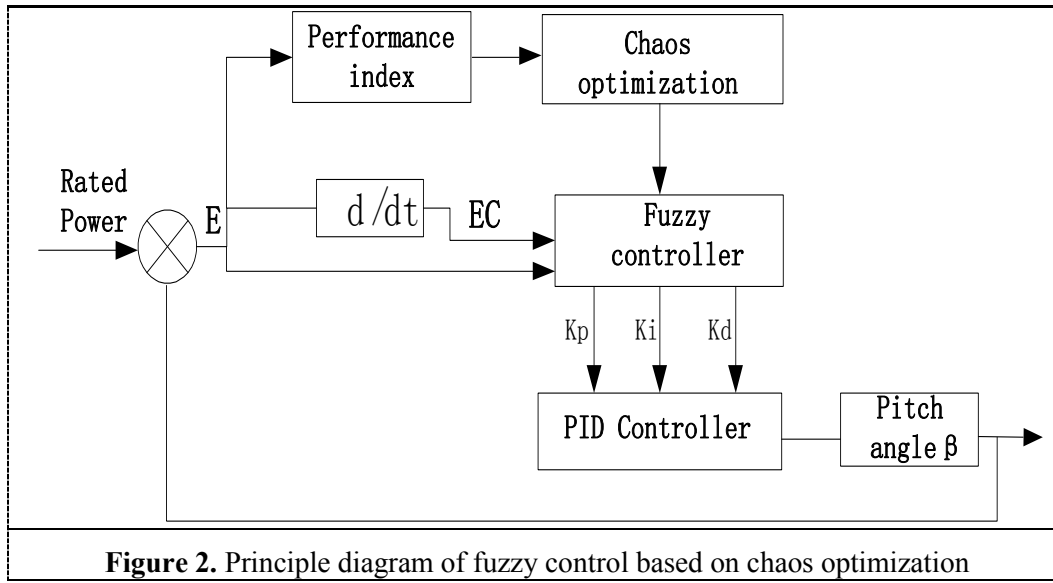 Performance
index
Chaos
optimization
Rated
Power
E
d/dt
EC
Fuzzy
controller
Kp
Ki
Kd
PID Controller
Pitch
angle β
Figure 2. Principle diagram of fuzzy control based on chaos optimization